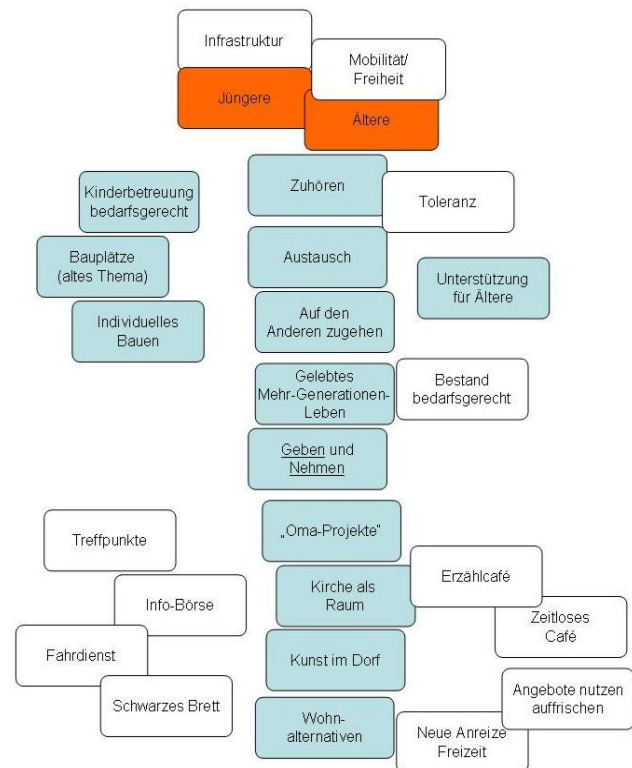 Infrastruktur
Mobilität/
Freiheit
Jüngere
Ältere
Kinderbetreuung
bedarfsgerecht
Zuhören
Toleranz
Bauplätze
(altes Thema)
Austausch
Unterstützung
für Ältere
Individuelles
Bauen
Auf den
Anderen zugehen
Gelebtes
Mehr-Generationen-
Leben
Bestand
bedarfsgerecht
Geben und
Nehmen
Treffpunkte
„Oma-Projekte“
Erzählcafé
Info-Börse
Kirche als
Raum
Zeitloses
Café
Fahrdienst
Kunst im Dorf
Schwarzes Brett
Angebote nutzen
auffrischen
Wohn-
alternativen
Neue Anreize
Freizeit